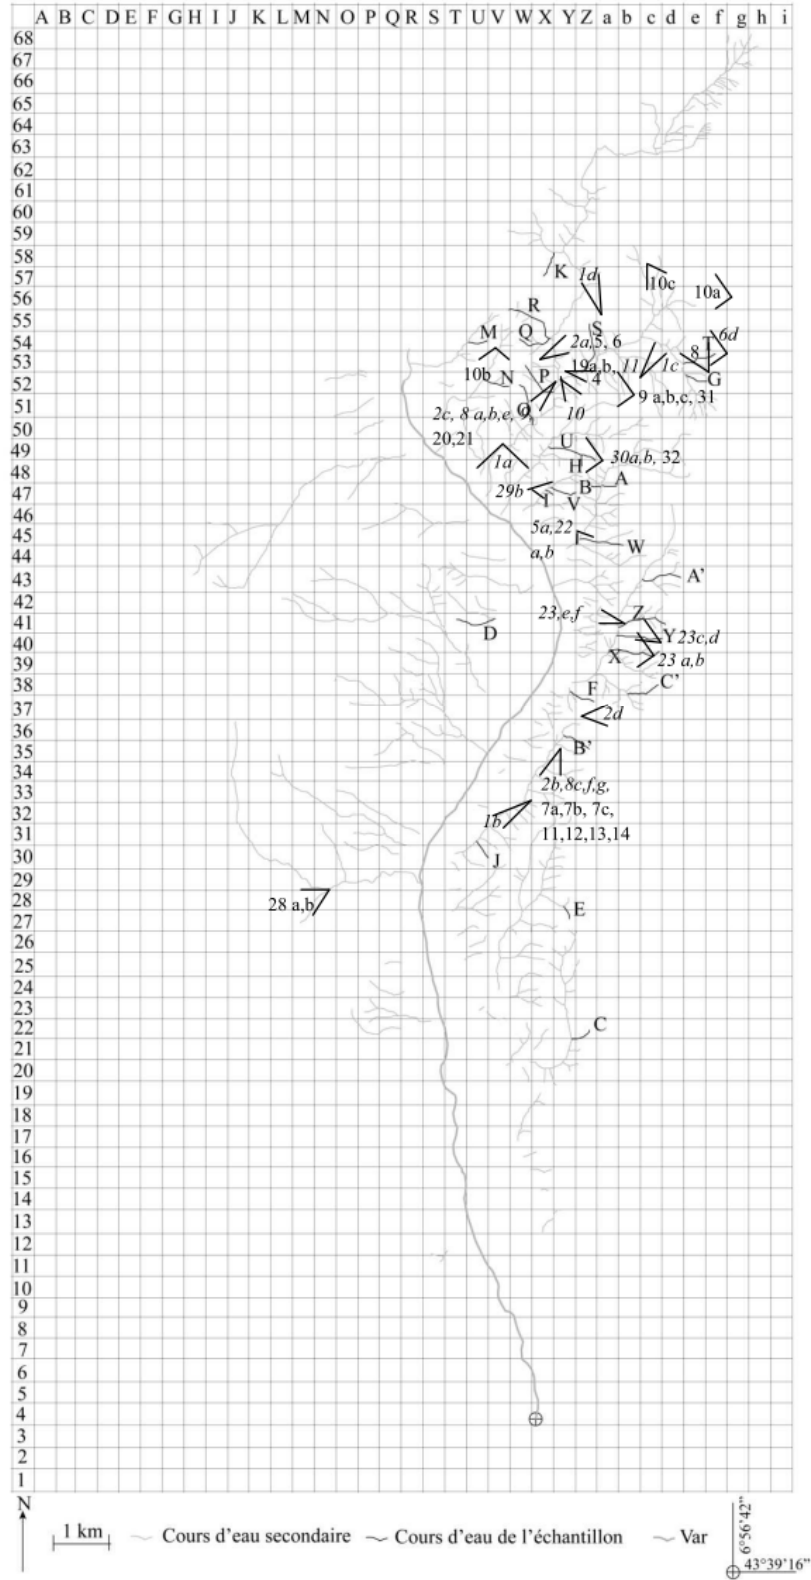 A B C D E F G H I J K L M N O P Q R S T U V W X Y Z a b c d e f g h i
68
67
66
65
64
63
62
61
60
59
58
57 K 1d 10c
56 10a
R
55 S 6d
54 M Q 2a,5, 6 T
53 19a,b, 11 1c 8
10b N P 4 G
52
51 O 9 a,b,c, 31
2c, 8 a,b,e, 9, 10
50 20,21
49 U
1a H 30a,b, 32
48
47 29b B A
I V
46
45 5a,22
44 a,b W
43 A’
42
41 23,e,f Z
D Y 23c,d
40
39 X 23 a,b
38 C’
F
37 2d
36
35 B’
34
33 2b,8c,f,g,
32 7a,7b, 7c,
1b
31 11,12,13,14
30 J
29
28 28 a,b
27 E
26
25
24
23
22 C
21
20
19
18
17
16
15
14
13
12
11
10
9
8
7
6
5
4
3
2
1
N
1 km Cours d’eau secondaire Cours d’eau de l’échantillon Var
6°56’42”
43°39’16”